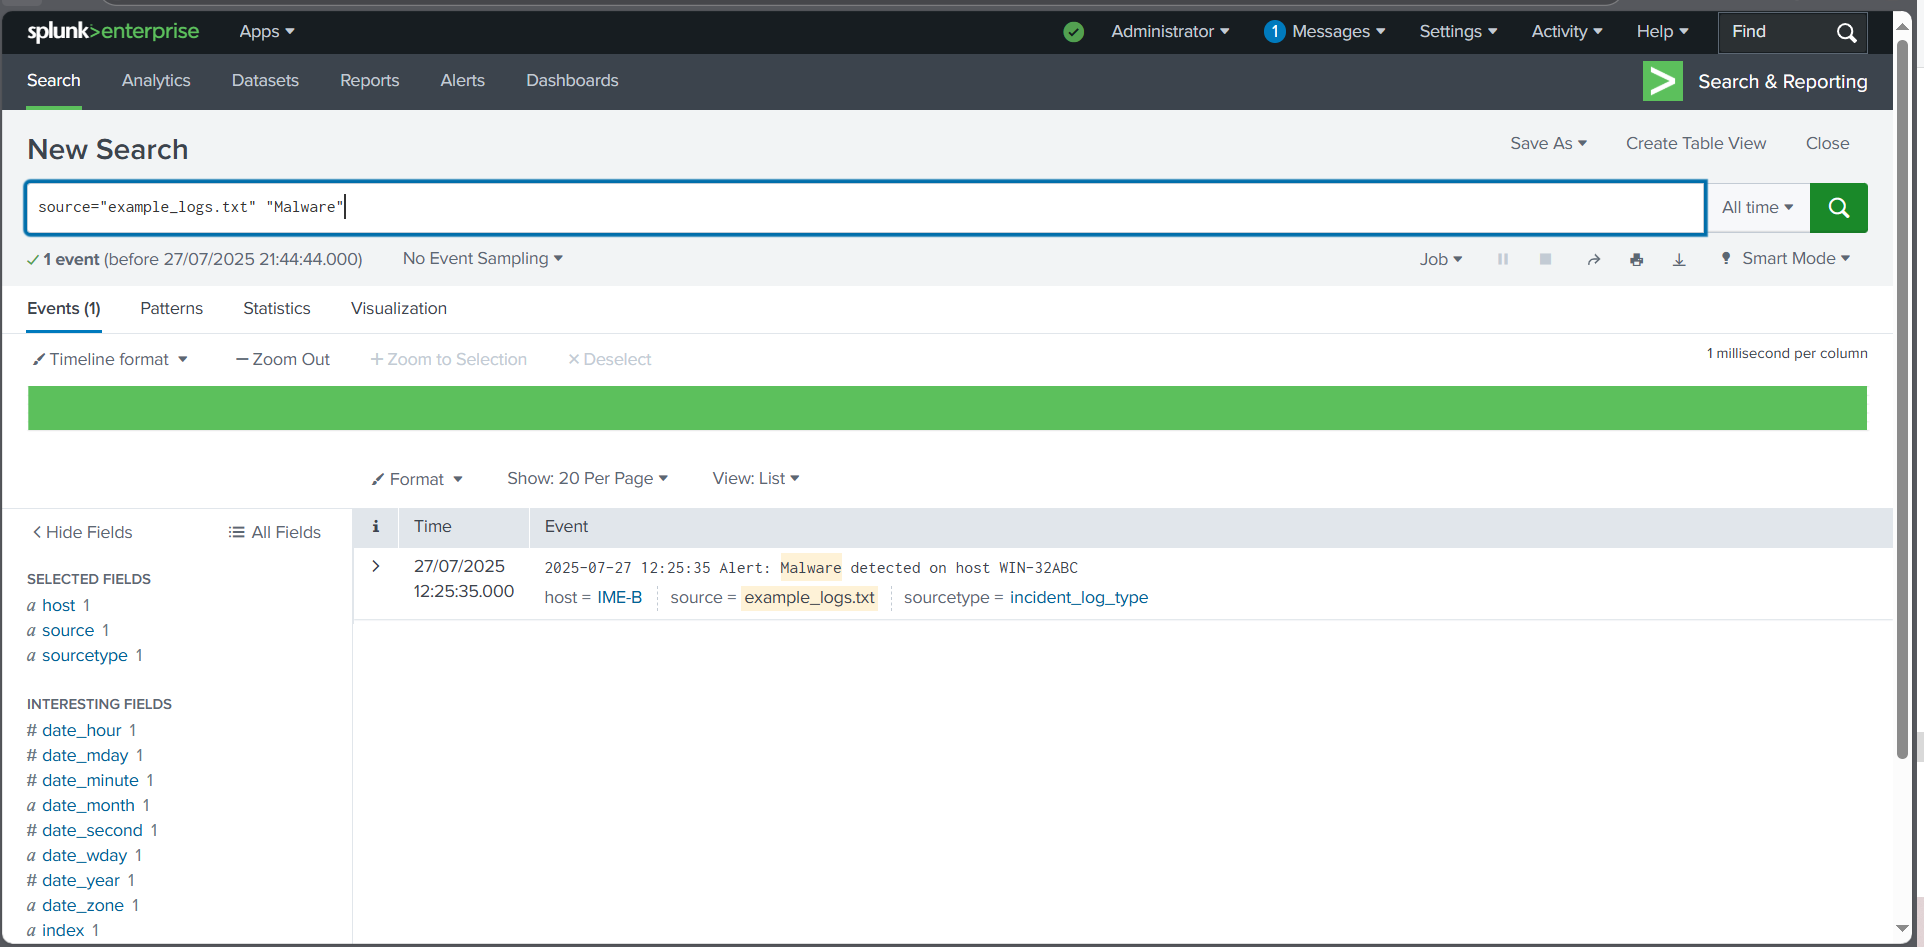 splunk>enterprise Apps Administrator 1 Messages Settings Activity Help Find
Search Analytics Datasets Reports Alerts Dashboards > Search & Reporting
New Search Save As Create Table View Close
source="example_logs.txt" "Malware" All time
1 event (before 27/07/2025 21:44:44.000) No Event Sampling Job Smart Mode
Events (1) Patterns Statistics Visualization
Timeline format — Zoom Out + Zoom to Selection × Deselect 1 millisecond per column
Format Show: 20 Per Page View: List
< Hide Fields All Fields
i Time Event
SELECTED FIELDS
a host 1
a source 1
a sourcetype 1
INTERESTING FIELDS
# date_hour 1
# date_mday 1
# date_minute 1
a date_month 1
# date_second 1
a date_wday 1
# date_year 1
a date_zone 1
a index 1
> 27/07/2025 2025-07-27 12:25:35 Alert: Malware detected on host WIN-32ABC
12:25:35.000 host = IME-B source = example_logs.txt sourcetype = incident_log_type